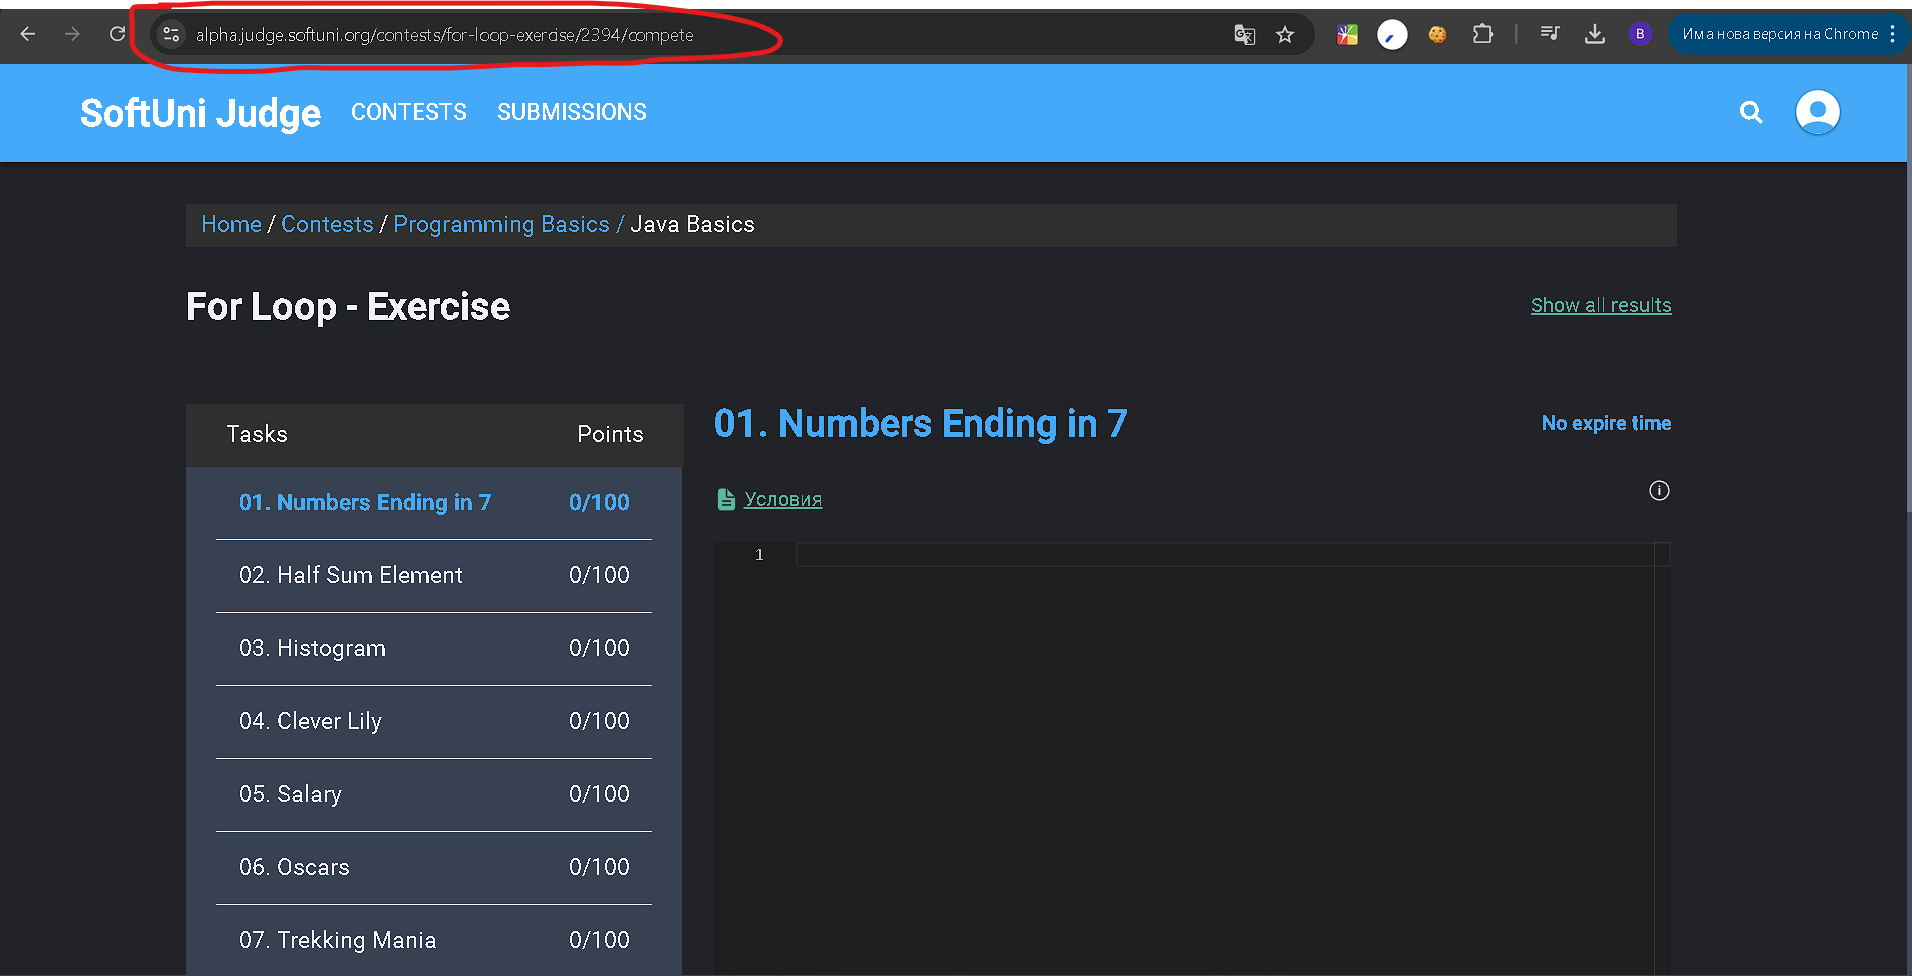 alpha.judge.softuni.org/contests/for-loop-exercise/2394/compete
B
Има нова версия на Chrome
SoftUni Judge CONTESTS SUBMISSIONS
Home / Contests / Programming Basics / Java Basics
For Loop - Exercise
Show all results
Tasks Points
01. Numbers Ending in 7 0/100
02. Half Sum Element 0/100
03. Histogram 0/100
04. Clever Lily 0/100
05. Salary 0/100
06. Oscars 0/100
07. Trekking Mania 0/100
01. Numbers Ending in 7
No expire time
Условия
1